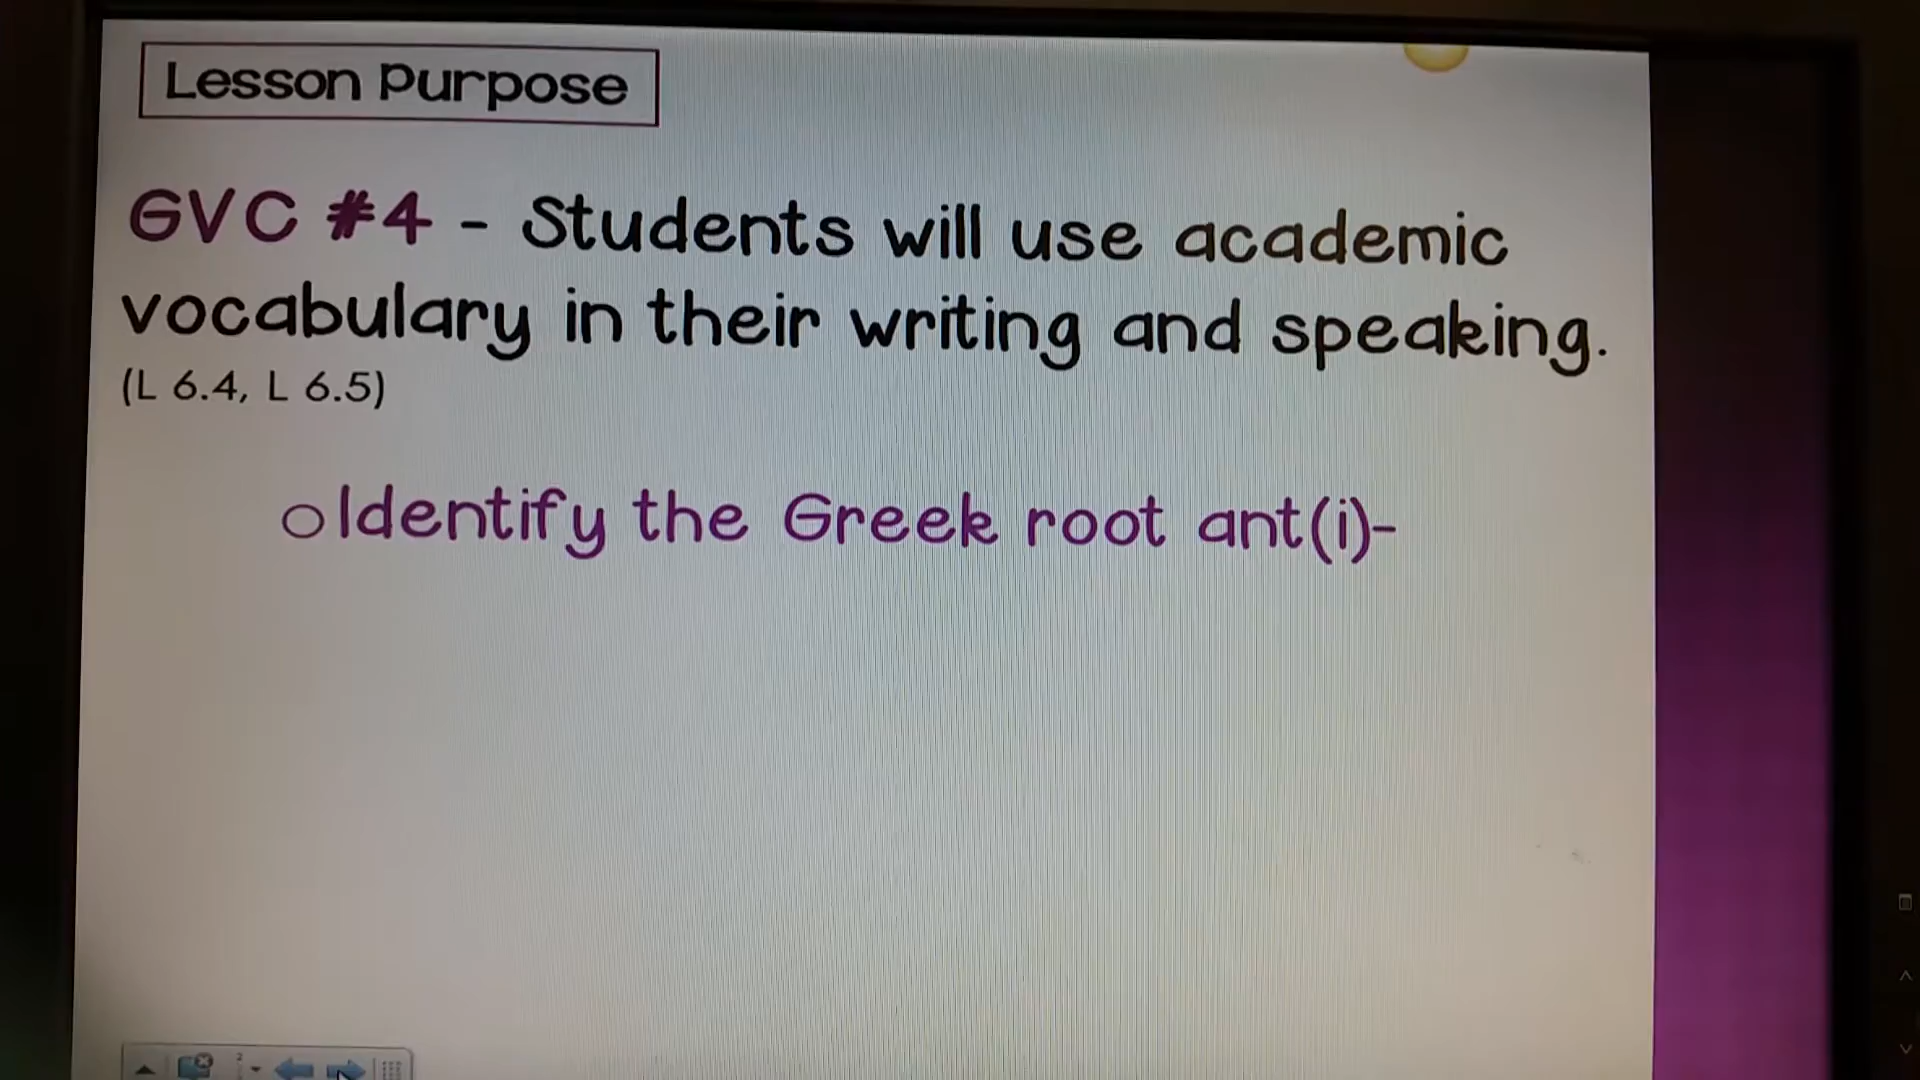 Lesson Purpose
GVC #4 - Students will use academic
vocabulary in their writing and speaking.
(L 6.4, L 6.5)
Identify the Greek root ant(i)-
2